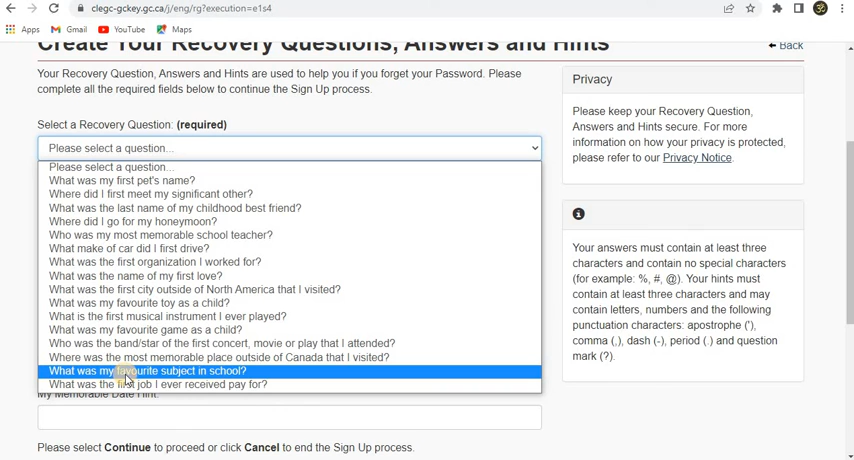 clegc-gckey.gc.ca/j/eng/rg?execution=e1s4
Apps Gmail YouTube Maps
Create Your Recovery Questions, Answers and Hints
Back
Your Recovery Question, Answers and Hints are used to help you if you forget your Password. Please
complete all the required fields below to continue the Sign Up process.
Select a Recovery Question: (required)
Please select a question...
Please select a question...
What was my first pet's name?
Where did I first meet my significant other?
What was the last name of my childhood best friend?
Where did I go for my honeymoon?
Who was my most memorable school teacher?
What make of car did I first drive?
What was the first organization I worked for?
What was the name of my first love?
What was the first city outside of North America that I visited?
What was my favourite toy as a child?
What is the first musical instrument I ever played?
What was my favourite game as a child?
Who was the band/star of the first concert, movie or play that I attended?
Where was the most memorable place outside of Canada that I visited?
What was my favourite subject in school?
What was the first job I ever received pay for?
My Memorable Date Hint:
Please select Continue to proceed or click Cancel to end the Sign Up process.
Privacy
Please keep your Recovery Question,
Answers and Hints secure. For more
information on how your privacy is protected,
please refer to our Privacy Notice.
Your answers must contain at least three
characters and contain no special characters
(for example: %, #, @). Your hints must
contain at least three characters and may
contain letters, numbers and the following
punctuation characters: apostrophe ('),
comma (,), dash (-), period (.) and question
mark (?).